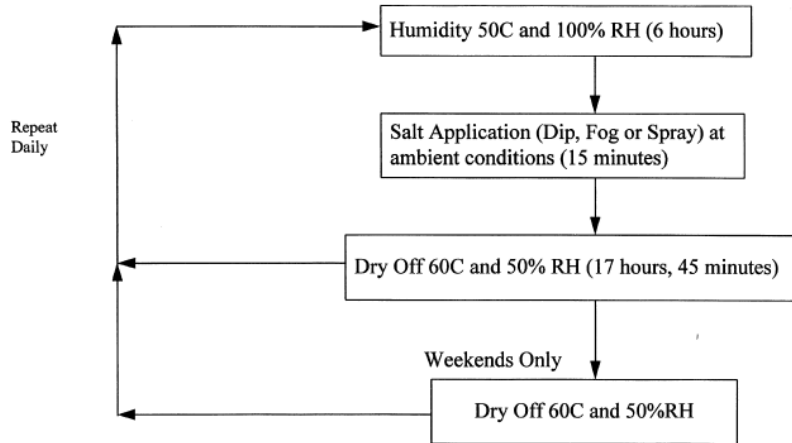 Humidity 50C and 100% RH (6 hours)
Repeat
Daily
Salt Application (Dip, Fog or Spray) at
ambient conditions (15 minutes)
Dry Off 60C and 50% RH (17 hours, 45 minutes)
Weekends Only
Dry Off 60C and 50%RH